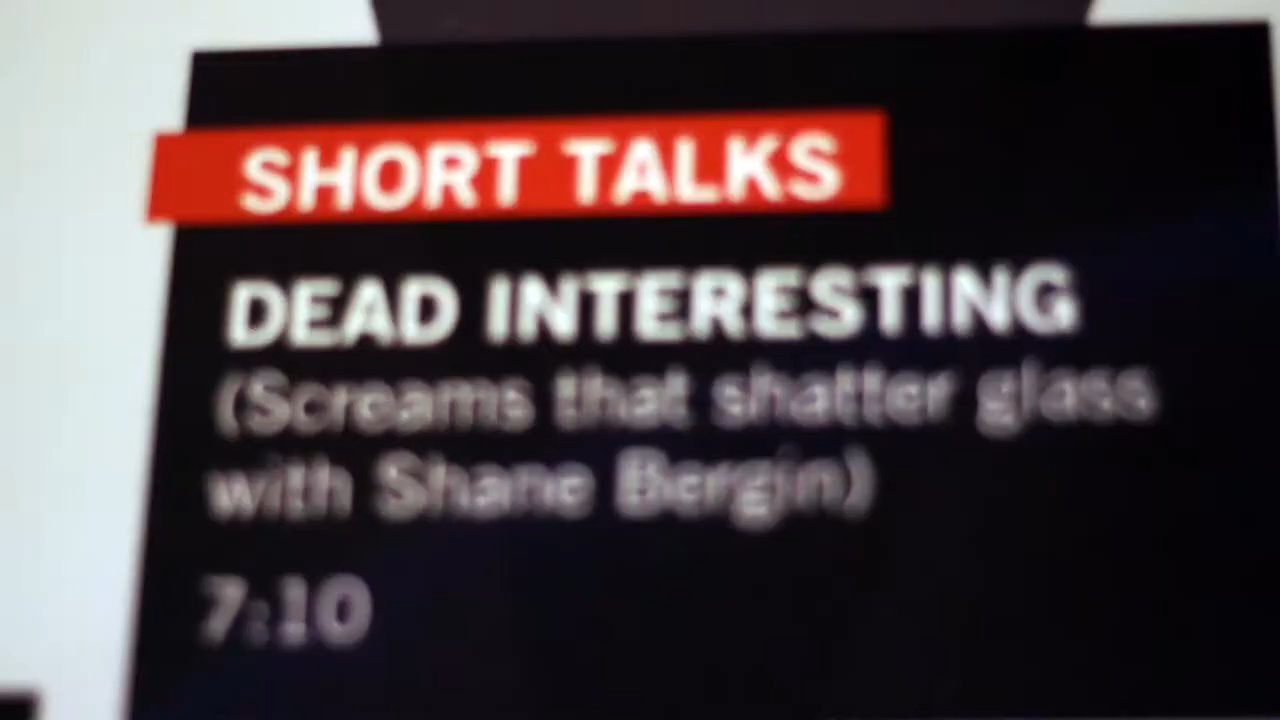 SHORT TALKS
DEAD INTERESTING
(Screams that shatter glass
with Shane Bergin)
7:10